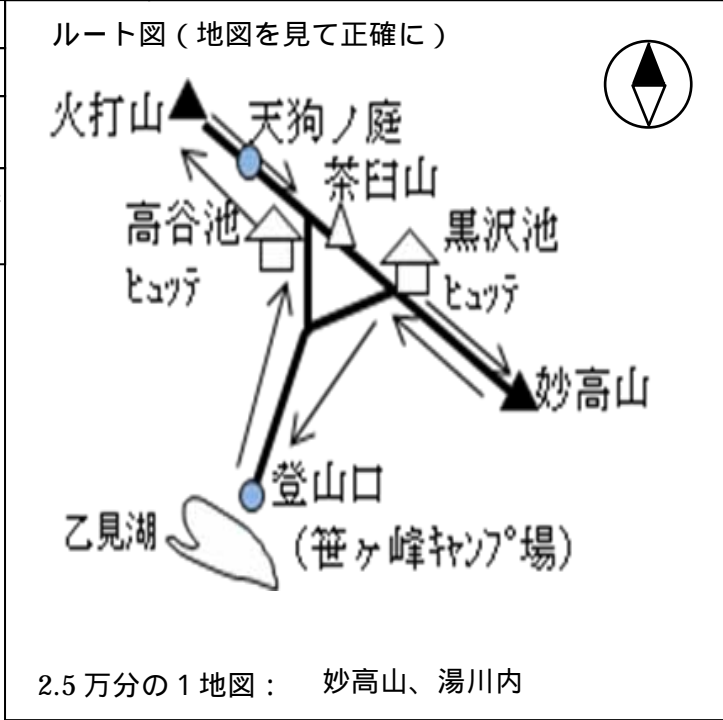 ルート図(地図を見て正確に)
火打山
天狗ノ庭
茶臼山
高谷池
ヒュッテ
黒沢池
ヒュッテ
妙高山
登山口
乙見湖
(笹ヶ峰キャンプ場)
2.5万分の1地図: 妙高山、湯川内